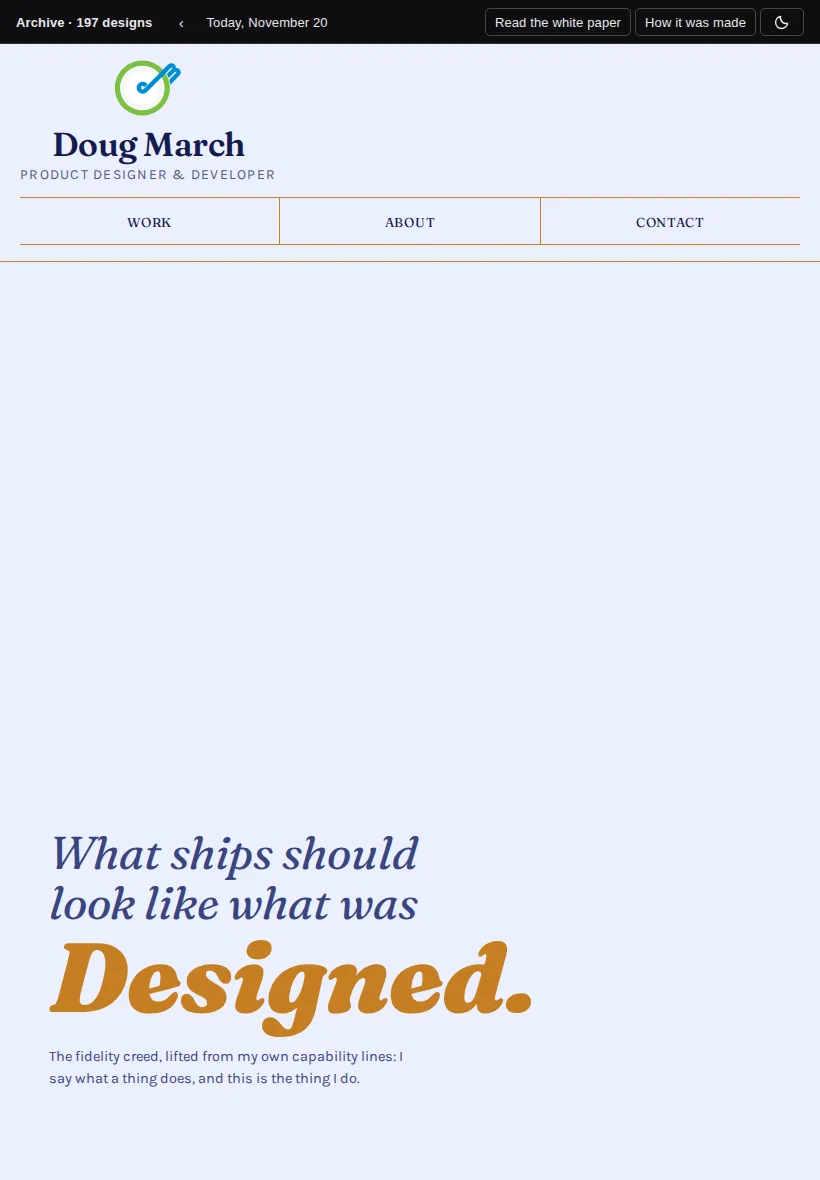 Archive · 197 designs ‹ Today, November 20 Read the white paper How it was made
Doug March
PRODUCT DESIGNER & DEVELOPER
WORK ABOUT CONTACT
What ships should
look like what was
Designed.
The fidelity creed, lifted from my own capability lines: I
say what a thing does, and this is the thing I do.